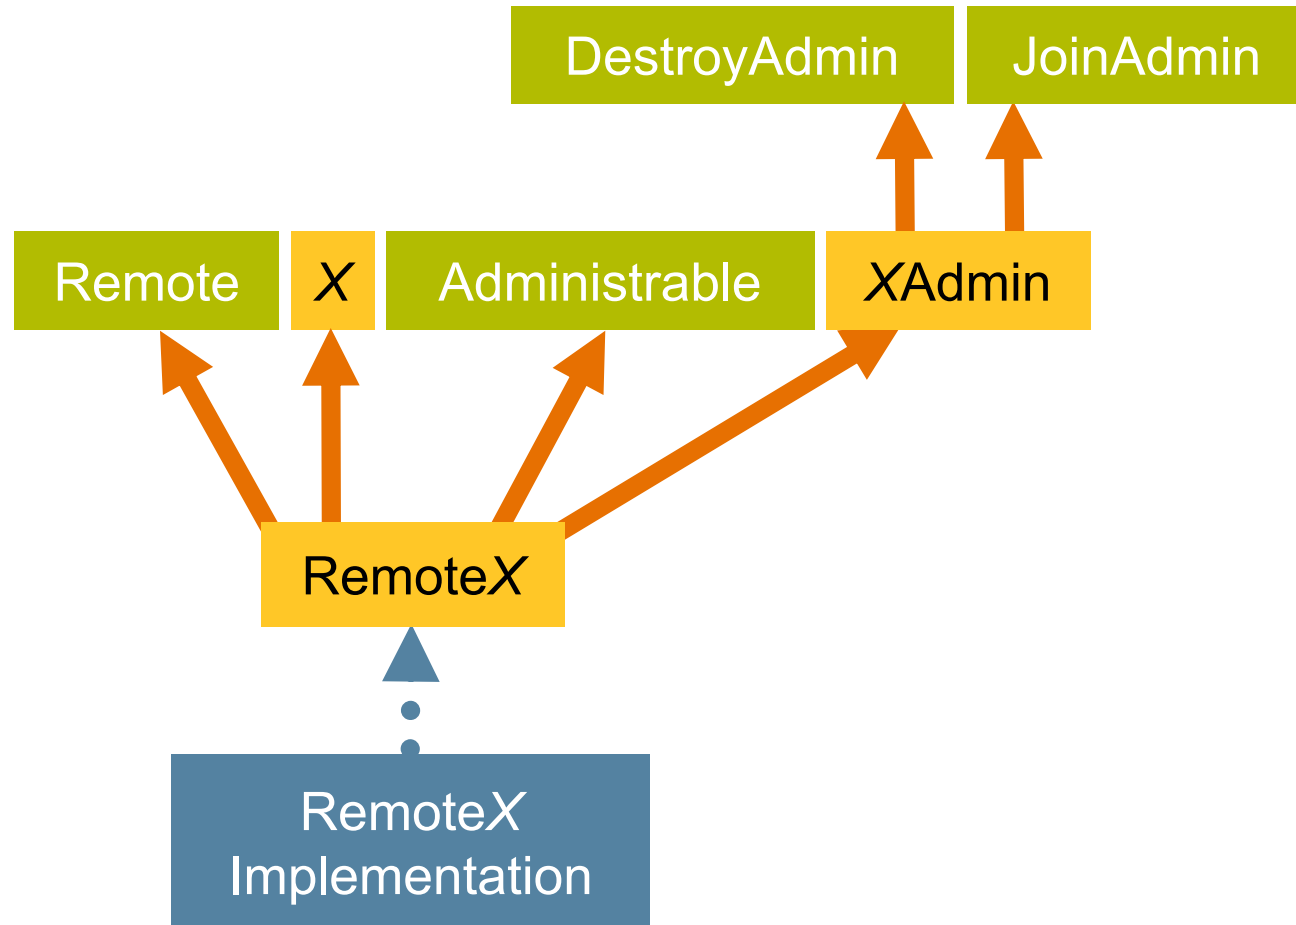 DestroyAdmin
JoinAdmin
Remote
X
Administrable
XAdmin
RemoteX
RemoteX
Implementation